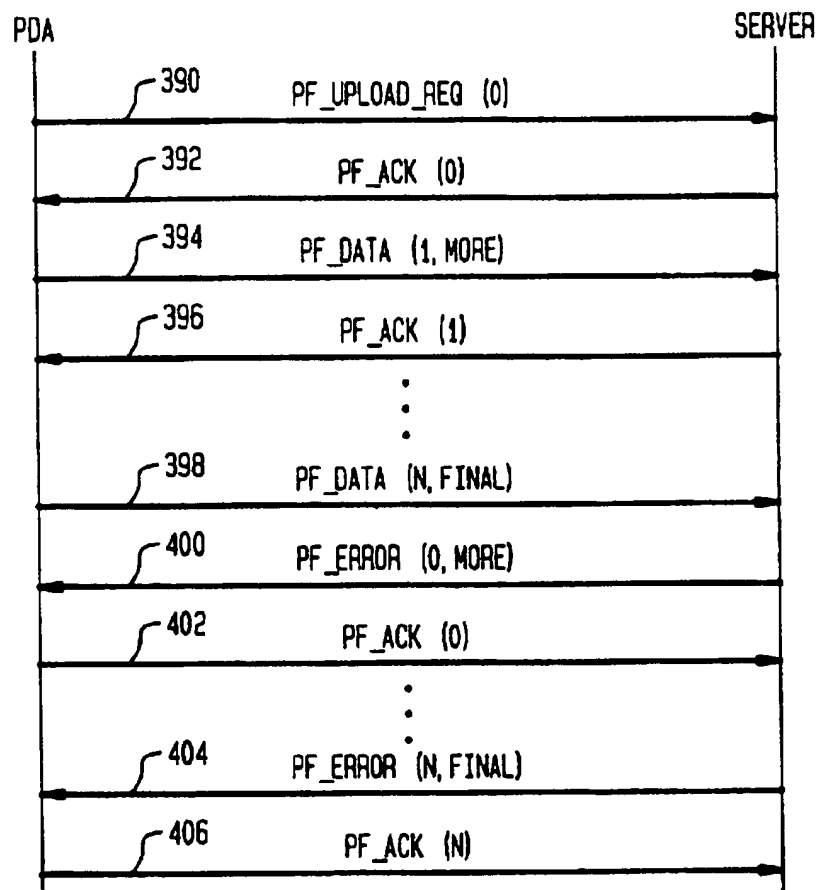 PDA SERVER
390 PF_UPLOAD_REQ (0)
392 PF_ACK (0)
394 PF_DATA (1, MORE)
396 PF_ACK (1)
398 PF_DATA (N, FINAL)
400 PF_ERROR (0, MORE)
402 PF_ACK (0)
404 PF_ERROR (N, FINAL)
406 PF_ACK (N)